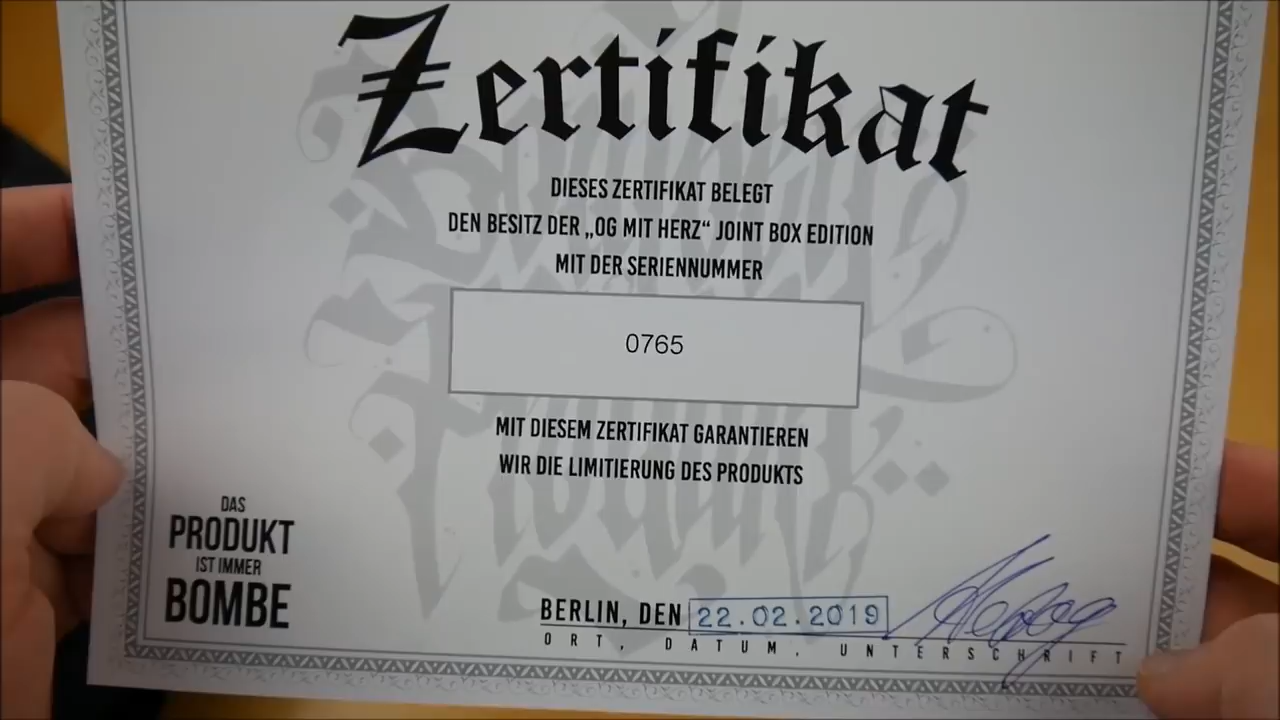 Zertifikat
DIESES ZERTIFIKAT BELEGT
DEN BESITZ DER „OG MIT HERZ“ JOINT BOX EDITION
MIT DER SERIENNUMMER
0765
MIT DIESEM ZERTIFIKAT GARANTIEREN
WIR DIE LIMITIERUNG DES PRODUKTS
DAS
PRODUKT
IST IMMER
BOMBE
BERLIN, DEN 22.02.2019
ORT, DATUM, UNTERSCHRIFT